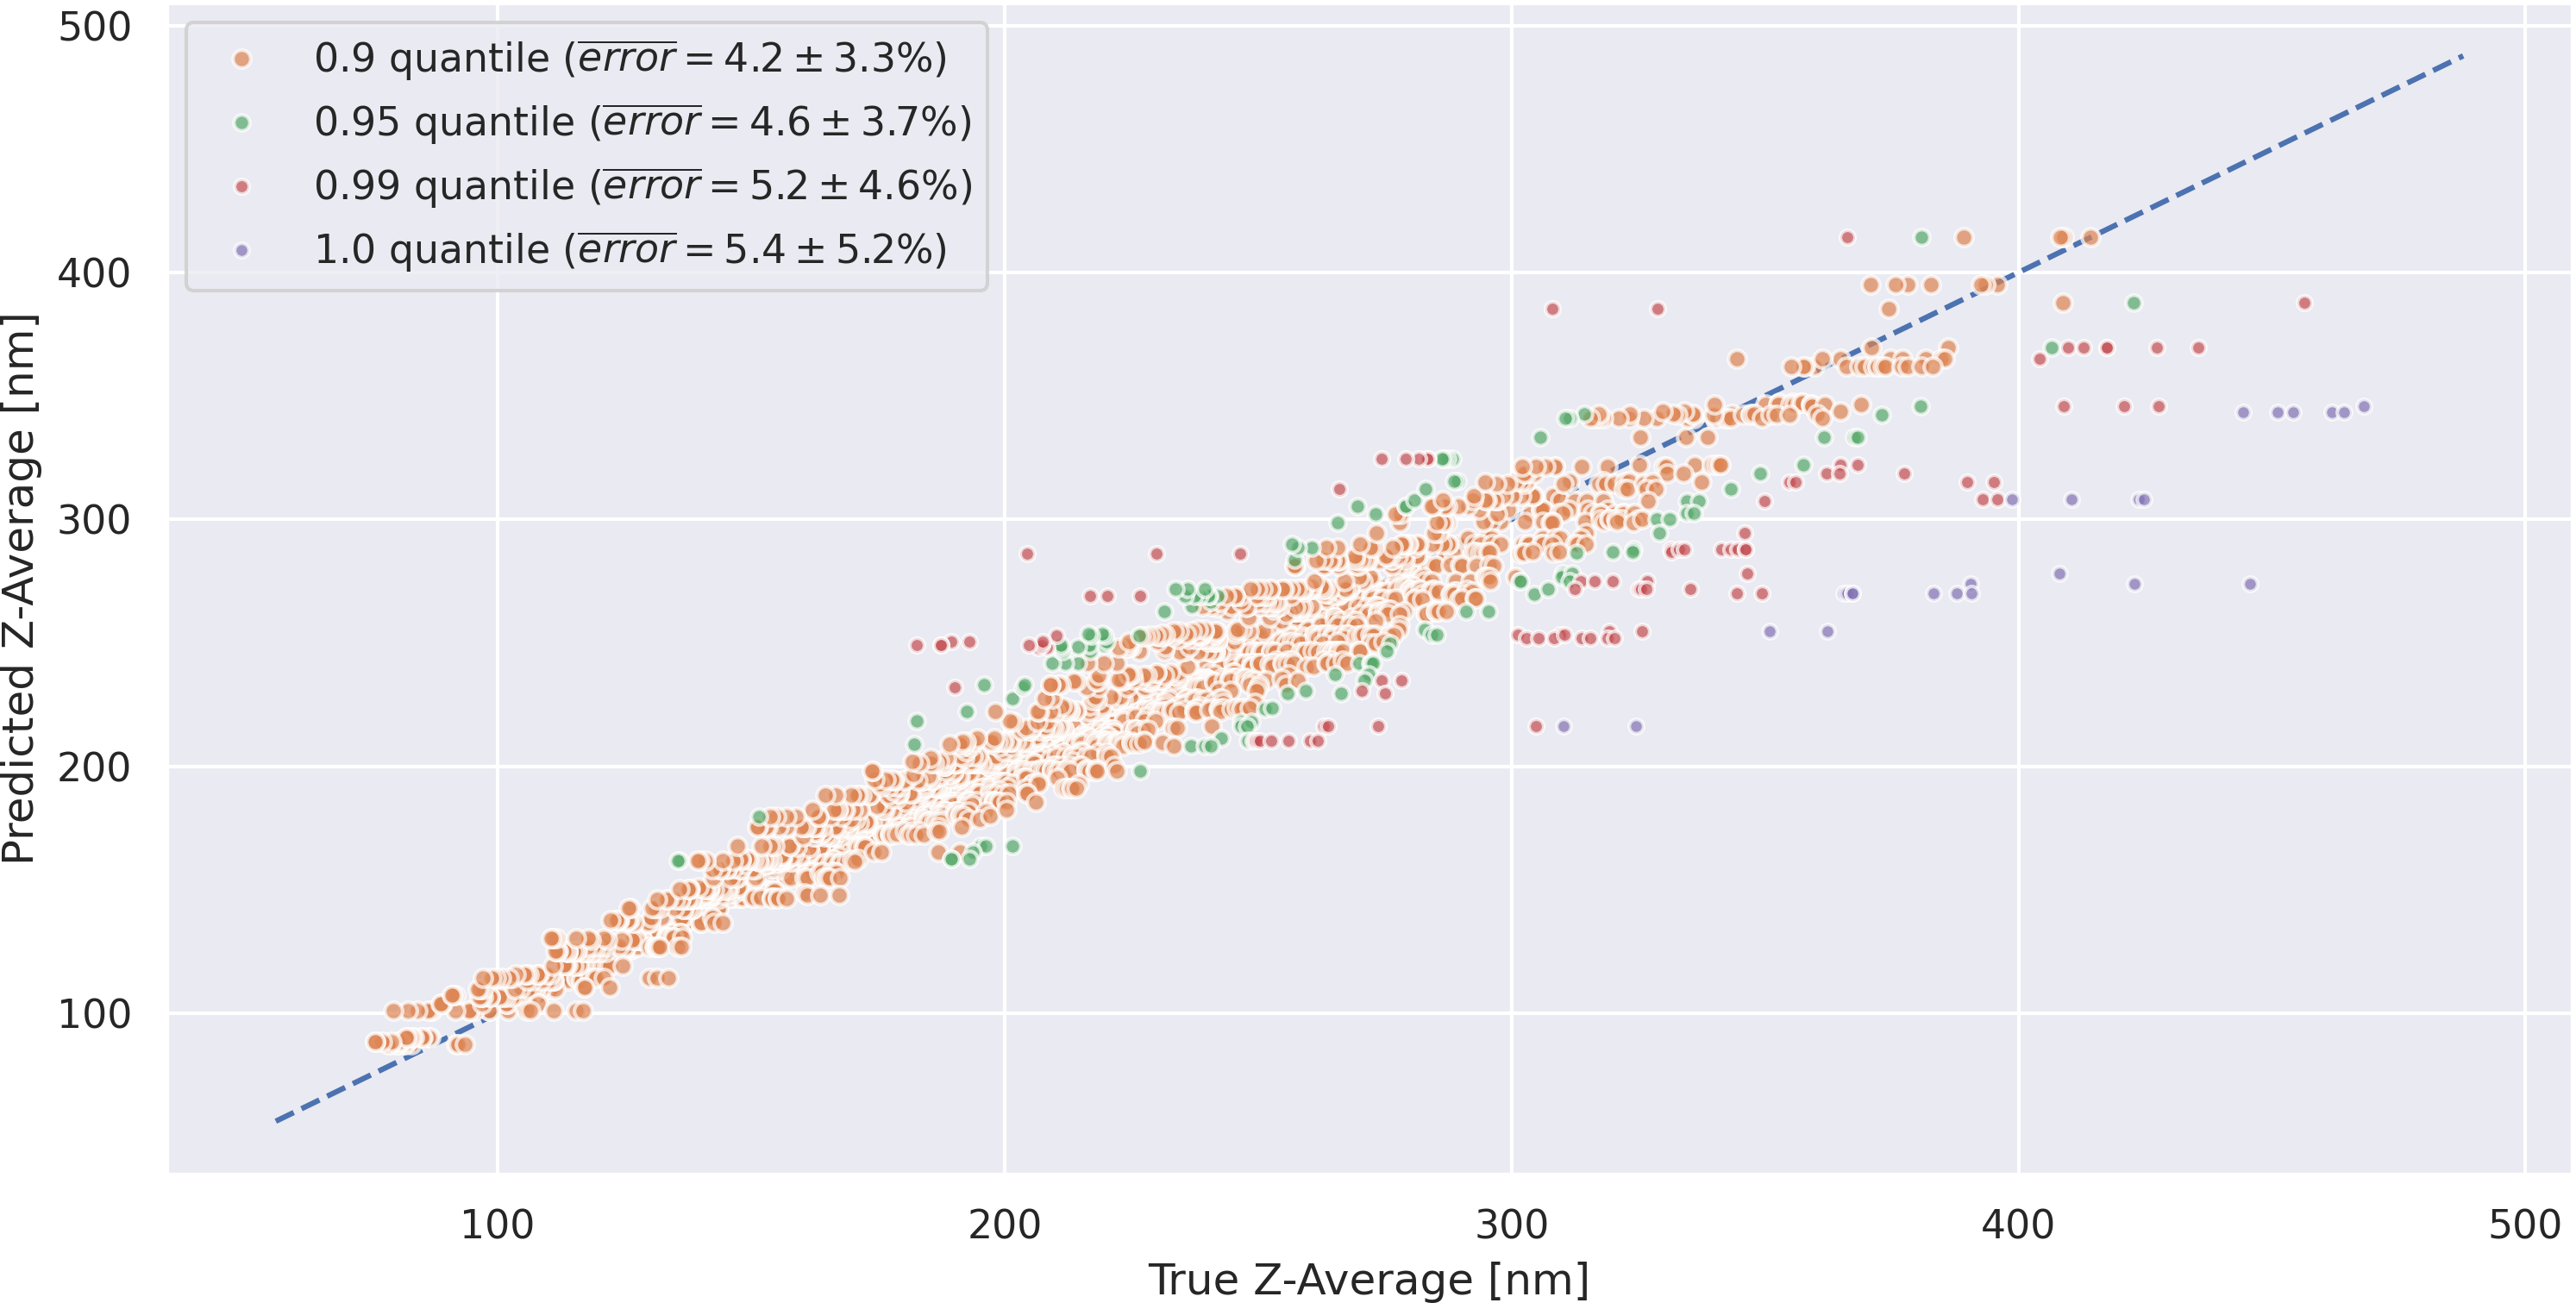 0.9 quantile (error = 4.2 ± 3.3%)
0.95 quantile (error = 4.6 ± 3.7%)
0.99 quantile (error = 5.2 ± 4.6%)
1.0 quantile (error = 5.4 ± 5.2%)
Predicted Z-Average [nm]
500
400
300
200
100
100 200 300 400 500
True Z-Average [nm]